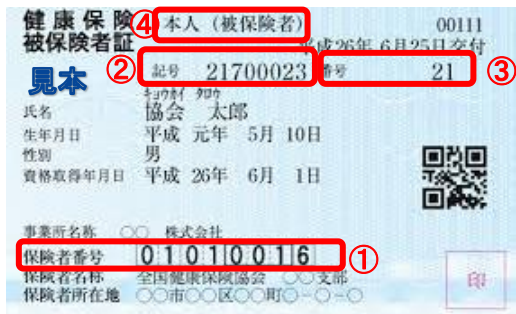 健康保険 ④本人（被保険者） 00111
被保険者証 平成26年 6月25日交付
見本 ② 記号 21700023 番号 21 ③
ｷｮｳｶｲ ﾀﾛｳ
氏名 協会 太郎
生年月日 平成 元年 5月 10日
性別 男
資格取得年月日 平成 26年 6月 1日
事業所名称 ○○ 株式会社
保険者番号 01010016 ①
保険者名称 全国健康保険協会 ○○支部
保険者所在地 ○○市○○区○○町○-○-○
印